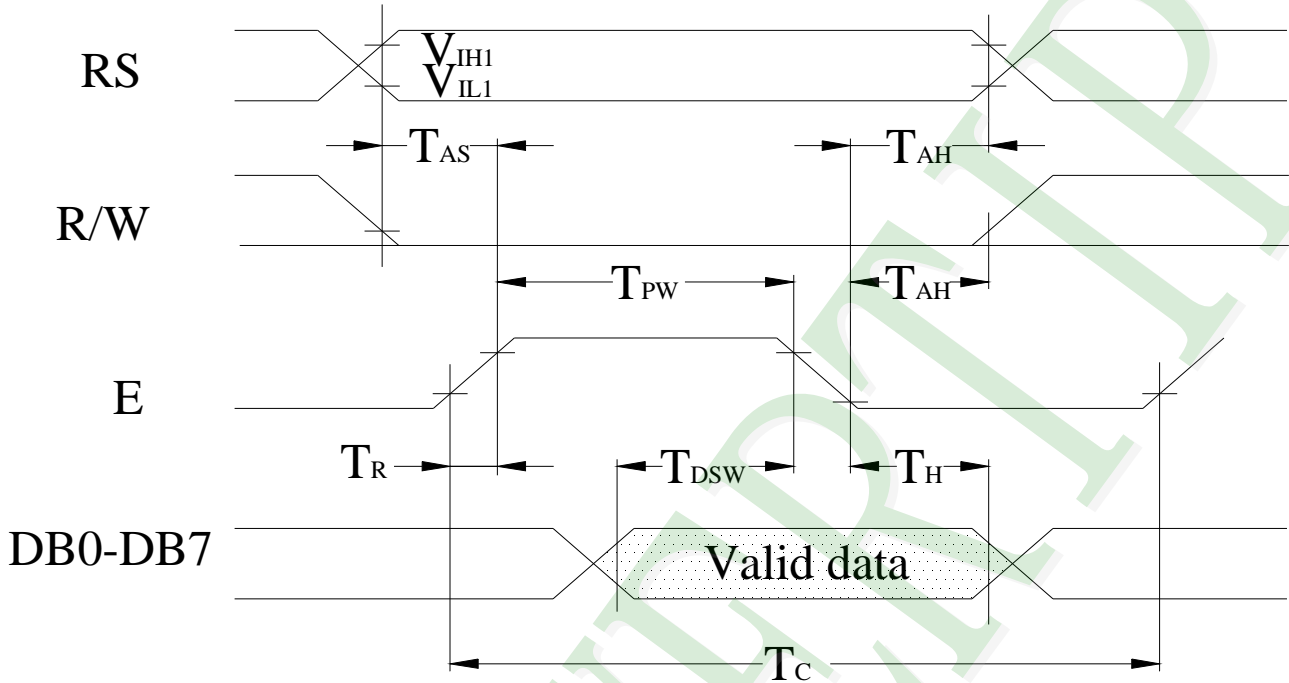 RS
VIH1
VIL1
TAS
TAH
R/W
TPW
TAH
E
TR
TDSW
TH
DB0-DB7
Valid data
TC